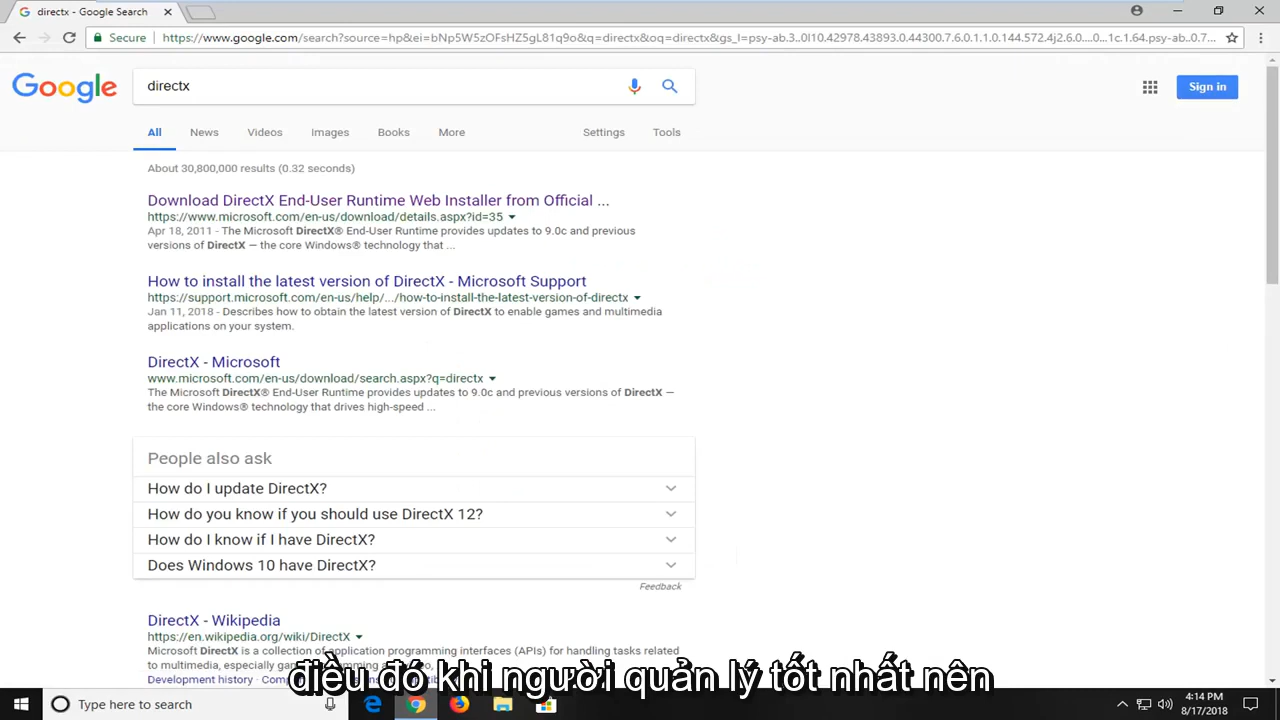 directx - Google Search
Secure
https://www.google.com/search?source=hp&ei=bNp5W5zOFsHZ5gL81q9o&q=directx&oq=directx&gs_l=psy-ab.3..0l10.42978.43893.0.44300.7.6.0.1.1.0.144.572.4j2.6.0....0...1c.1.64.psy-ab..0.7...
Google
directx
Sign in
All News Videos Images Books More Settings Tools
About 30,800,000 results (0.32 seconds)
Download DirectX End-User Runtime Web Installer from Official ...
https://www.microsoft.com/en-us/download/details.aspx?id=35
Apr 18, 2011 - The Microsoft DirectX® End-User Runtime provides updates to 9.0c and previous
versions of DirectX — the core Windows® technology that ...
How to install the latest version of DirectX - Microsoft Support
https://support.microsoft.com/en-us/help/.../how-to-install-the-latest-version-of-directx
Jan 11, 2018 - Describes how to obtain the latest version of DirectX to enable games and multimedia
applications on your system.
DirectX - Microsoft
www.microsoft.com/en-us/download/search.aspx?q=directx
The Microsoft DirectX® End-User Runtime provides updates to 9.0c and previous versions of DirectX —
the core Windows® technology that drives high-speed ...
People also ask
How do I update DirectX?
How do you know if you should use DirectX 12?
How do I know if I have DirectX?
Does Windows 10 have DirectX?
Feedback
DirectX - Wikipedia
https://en.wikipedia.org/wiki/DirectX
Microsoft DirectX is a collection of application programming interfaces (APIs) for handling tasks related
to multimedia, especially
Development history
điều đó khi người quản lý tốt nhất nên
Type here to search
4:14 PM
8/17/2018